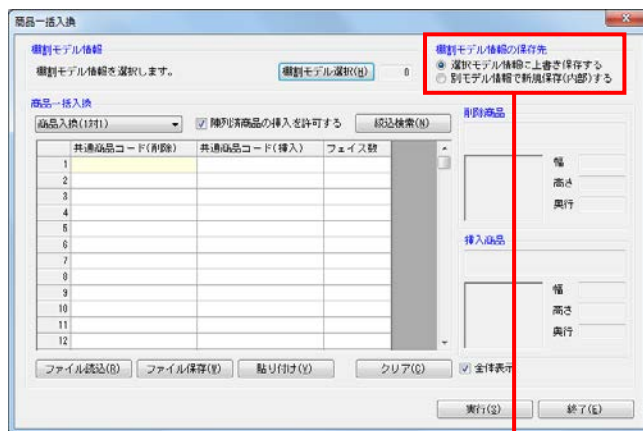 商品一括入換
棚割モデル情報
棚割モデル情報を選択します。
棚割モデル選択(M)
0
棚割モデル情報の保存先
選択モデル情報に上書き保存する
別モデル情報で新規保存(内部)する
商品一括入換
商品入換(1対1)
陳列済商品の挿入を許可する
絞込検索(N)
共通商品コード(削除) 共通商品コード(挿入) フェイス数
1
2
3
4
5
6
7
8
9
10
11
12
削除商品
幅
高さ
奥行
挿入商品
幅
高さ
奥行
ファイル読込(R)
ファイル保存(W)
貼り付け(V)
クリア(C)
全体表示
実行(S)
終了(E)